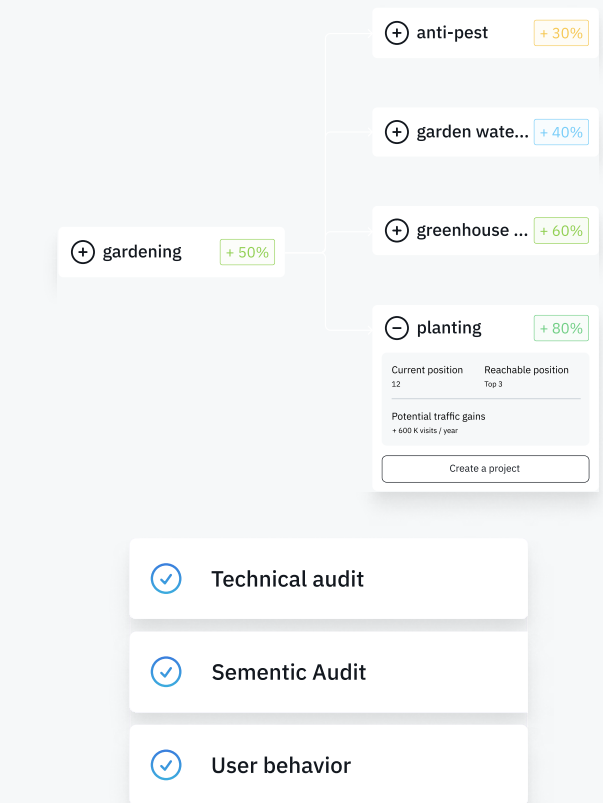 anti-pest
+ 30%
garden wate...
+ 40%
greenhouse ...
+ 60%
gardening
+ 50%
planting
+ 80%
Current position
12
Reachable position
Top 3
Potential traffic gains
+ 600 K visits / year
Create a project
Technical audit
Sementic Audit
User behavior